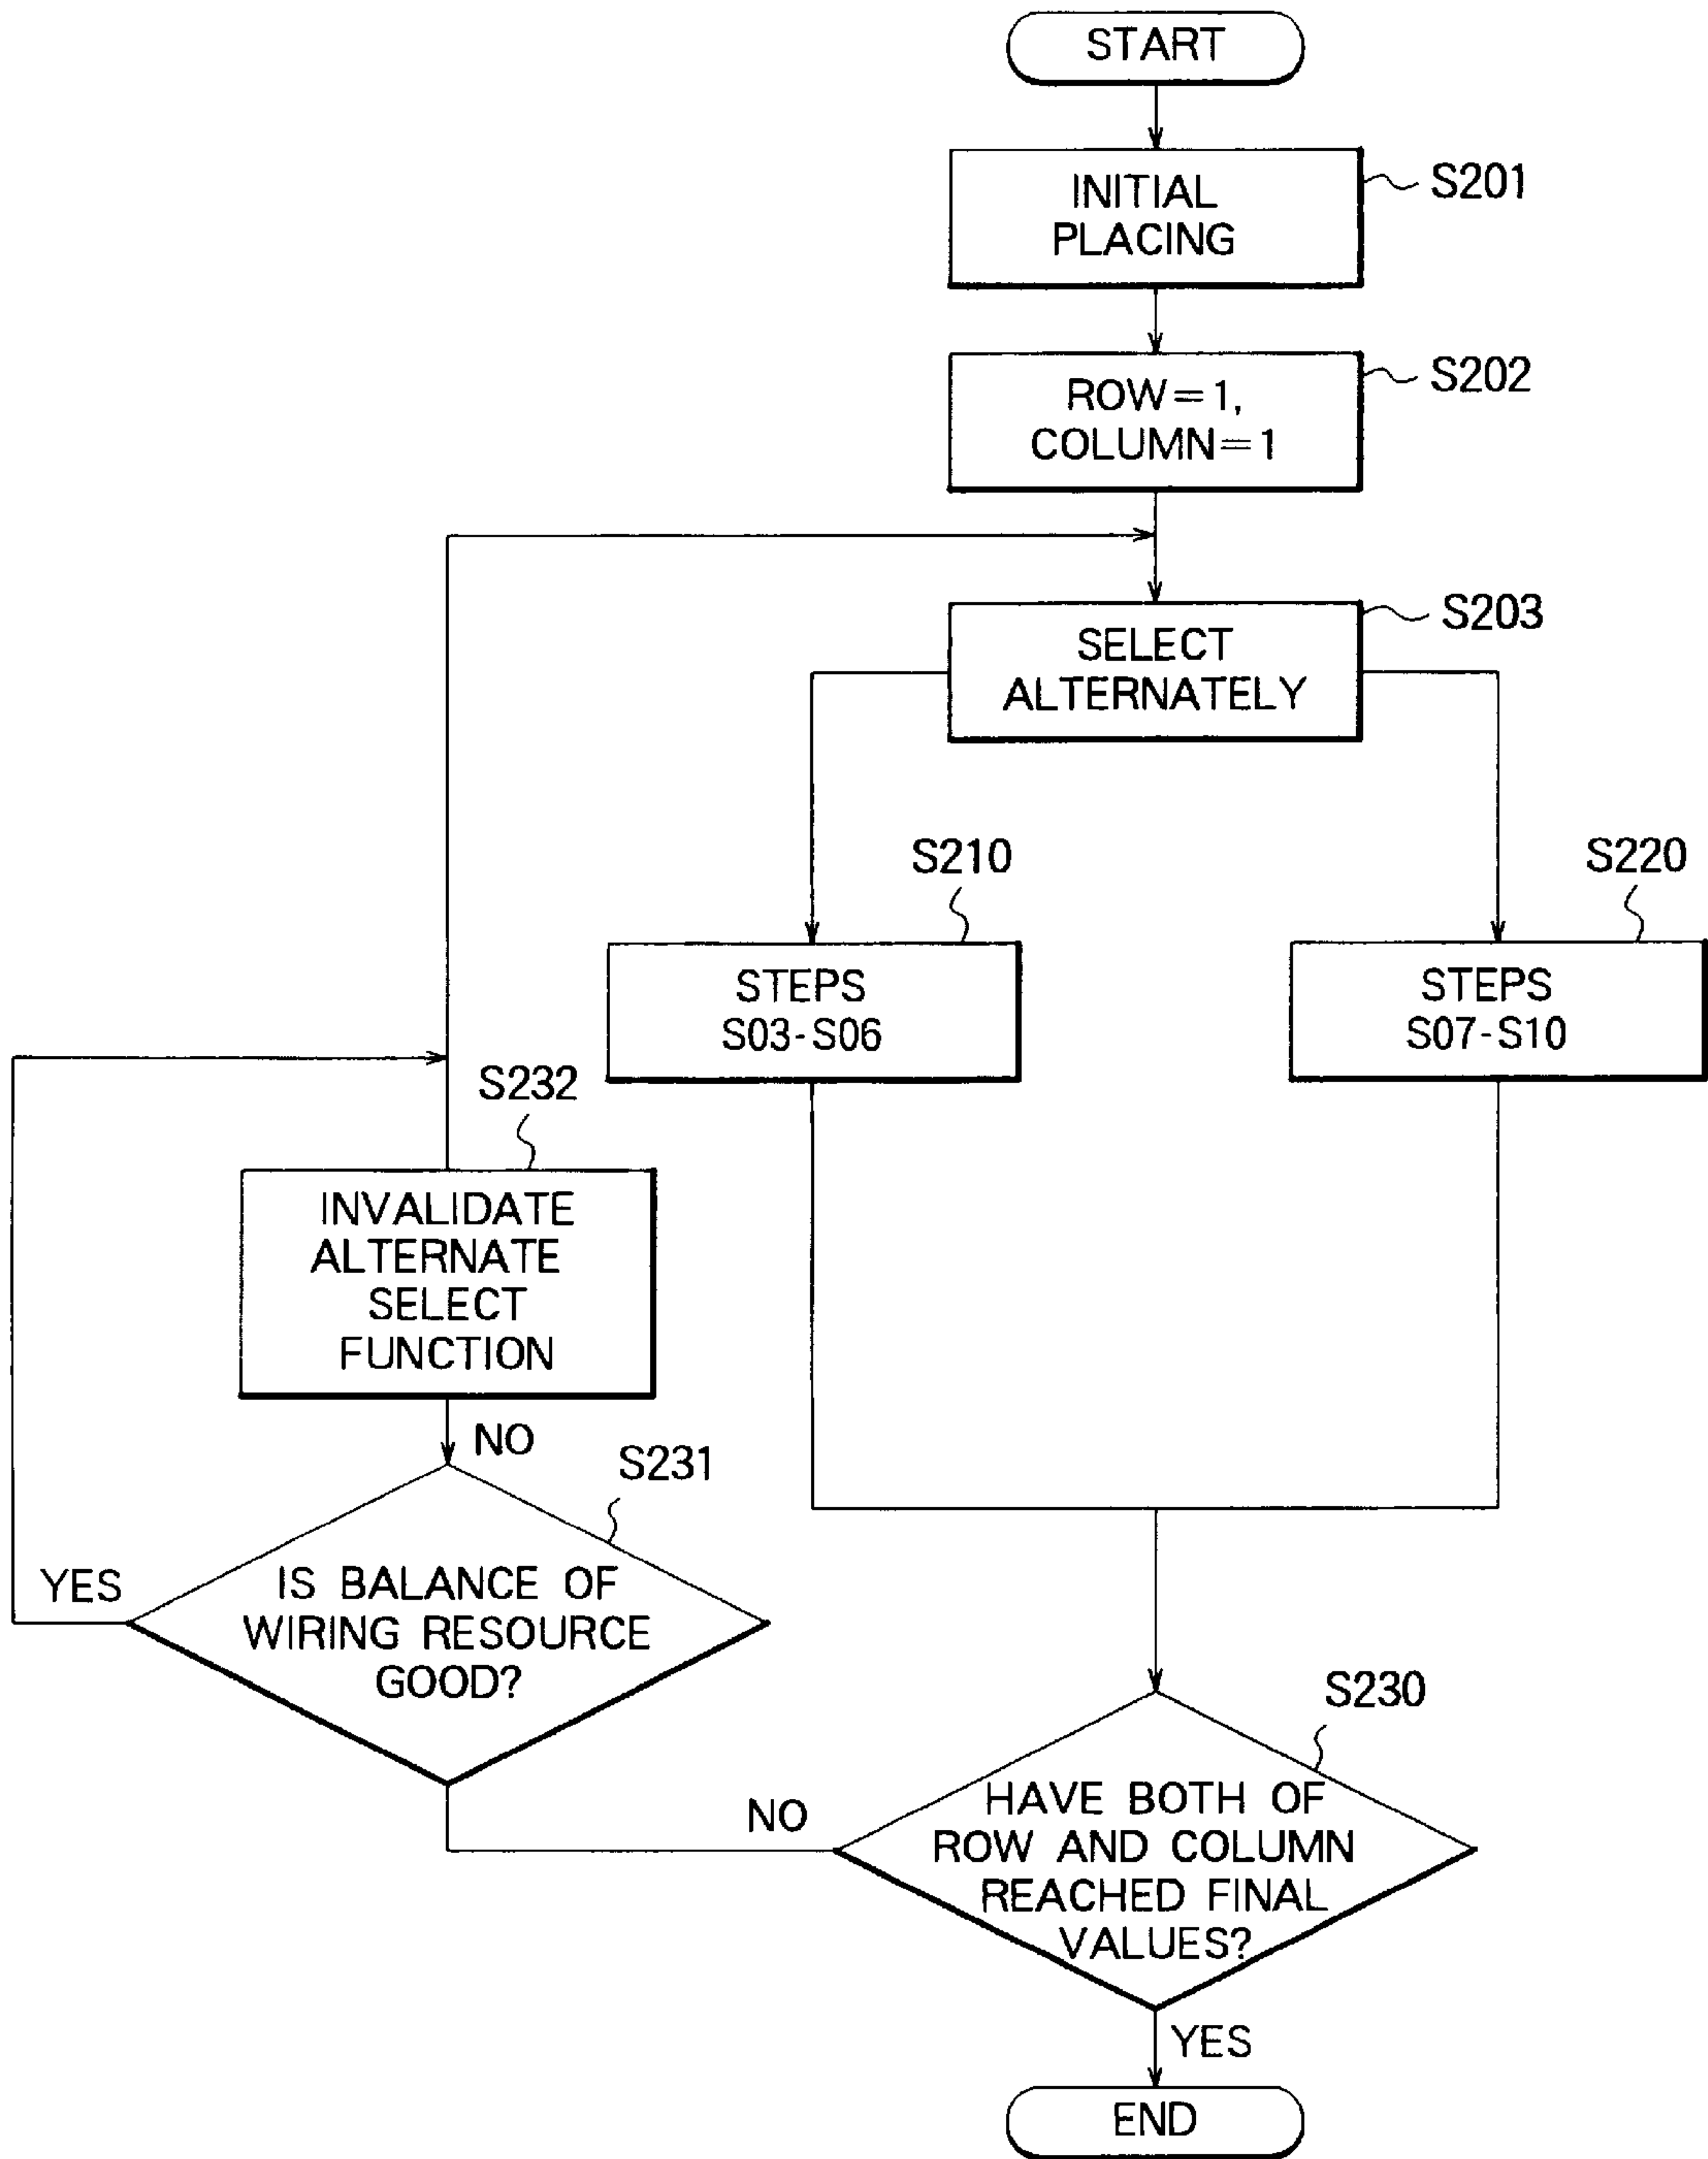 START
INITIAL
PLACING
S201
ROW=1,
COLUMN=1
S202
SELECT
ALTERNATELY
S203
S210
STEPS
S03-S06
S220
STEPS
S07-S10
S232
INVALIDATE
ALTERNATE
SELECT
FUNCTION
NO
S231
YES
IS BALANCE OF
WIRING RESOURCE
GOOD?
S230
NO
HAVE BOTH OF
ROW AND COLUMN
REACHED FINAL
VALUES?
YES
END